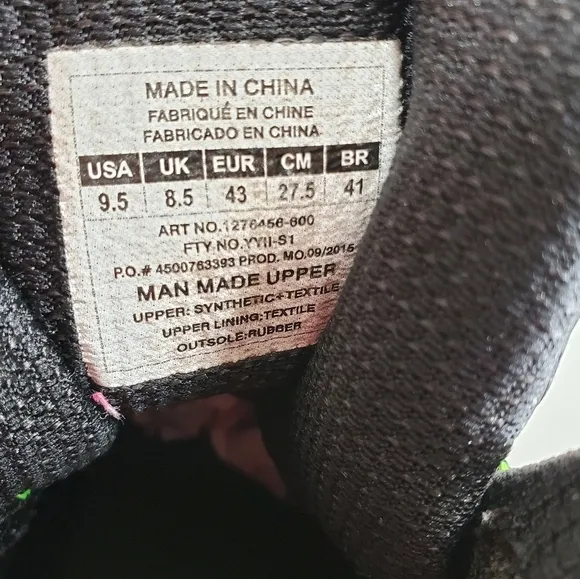 MADE IN CHINA
FABRIQUÉ EN CHINE
FABRICADO EN CHINA
USA UK EUR CM BR
9.5 8.5 43 27.5 41
ART NO.1276456-600
FTY NO.YYII-S1
P.O.# 4500763393 PROD. MO.09/2015
MAN MADE UPPER
UPPER: SYNTHETIC+TEXTILE
UPPER LINING:TEXTILE
OUTSOLE:RUBBER